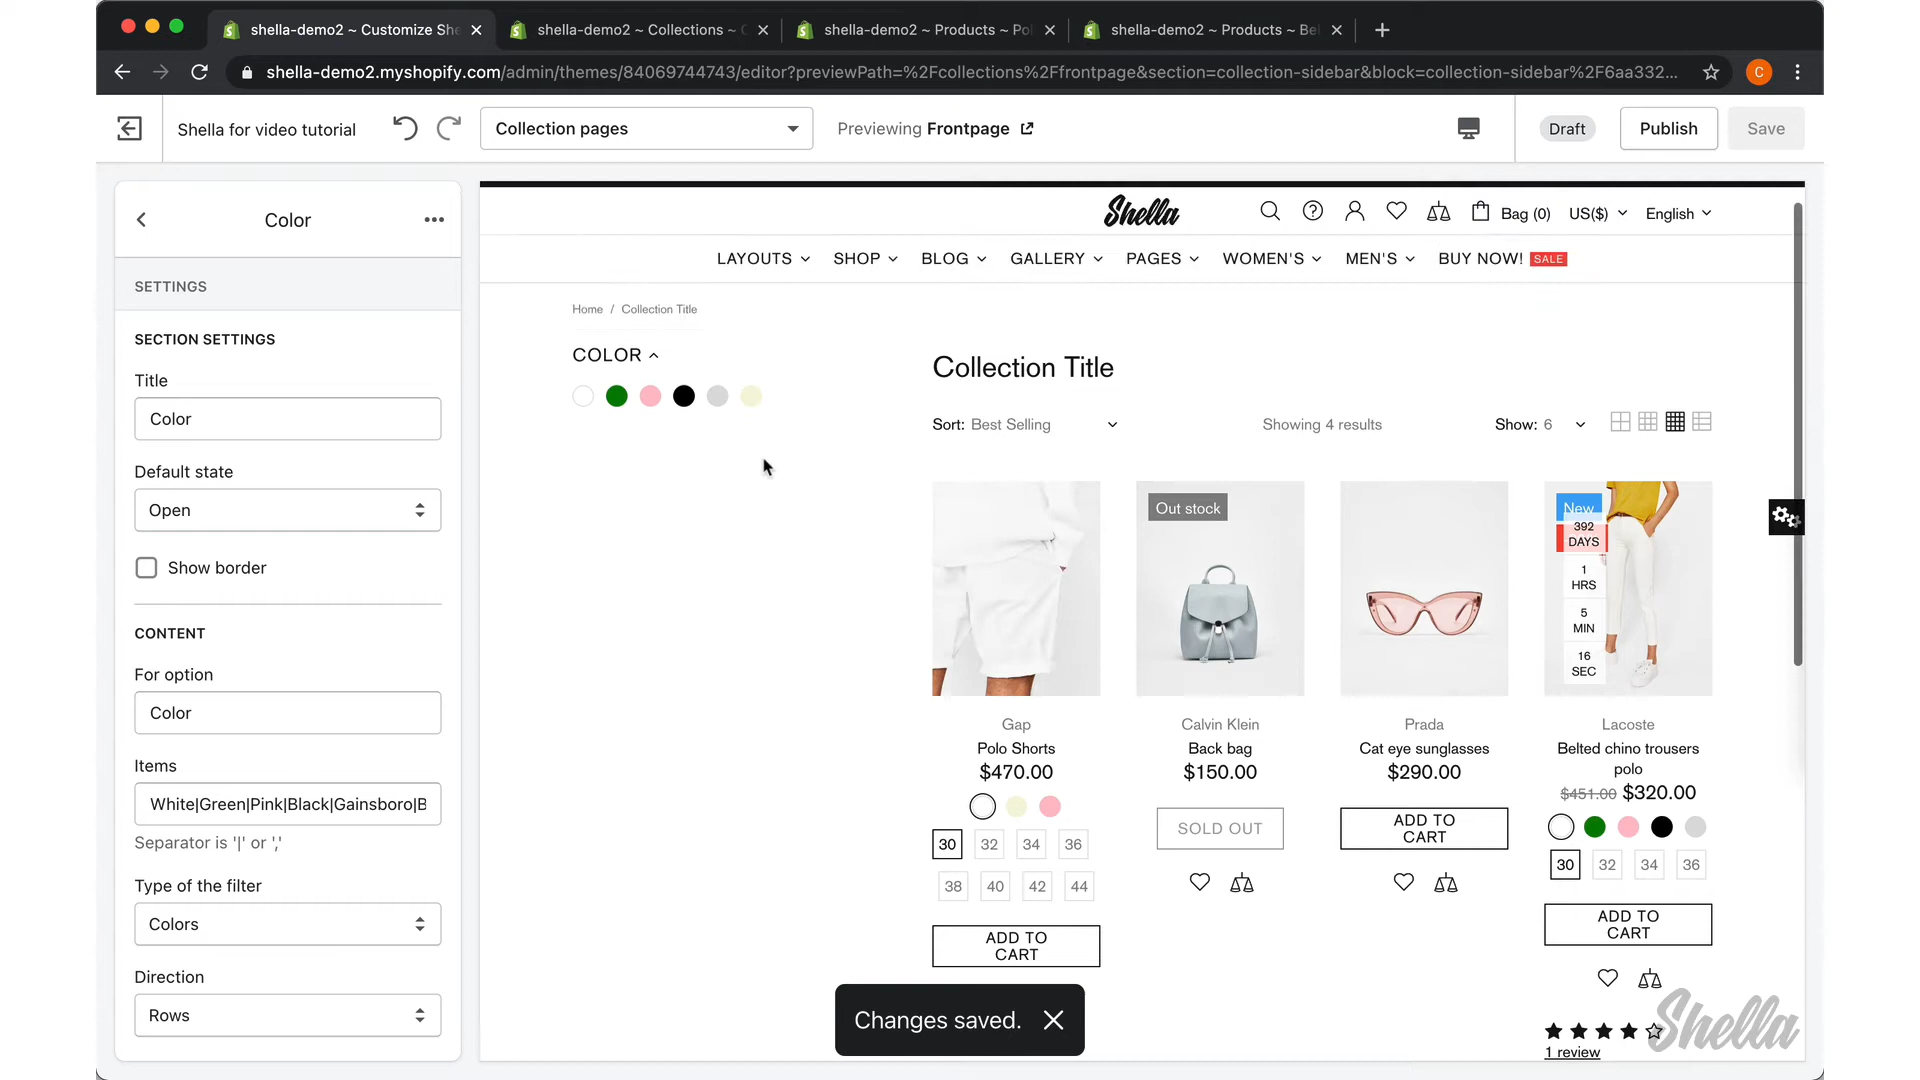 shella-demo2 ~ Customize She
shella-demo2 ~ Collections ~
shella-demo2 ~ Products ~ Pol
shella-demo2 ~ Products ~ Bel
shella-demo2.myshopify.com/admin/themes/84069744743/editor?previewPath=%2Fcollections%2Ffrontpage&section=collection-sidebar&block=collection-sidebar%2F6aa332...
C
Shella for video tutorial
Collection pages
Previewing Frontpage
Draft
Publish
Save
Color
SETTINGS
SECTION SETTINGS
Title
Color
Default state
Open
Show border
CONTENT
For option
Color
Items
White|Green|Pink|Black|Gainsboro|B
Separator is '|' or ','
Type of the filter
Colors
Direction
Rows
Shella
Bag (0)
US($)
English
LAYOUTS
SHOP
BLOG
GALLERY
PAGES
WOMEN'S
MEN'S
BUY NOW!
SALE
Home / Collection Title
COLOR
Collection Title
Sort: Best Selling
Showing 4 results
Show: 6
Gap
Polo Shorts
$470.00
30 32 34 36
38 40 42 44
ADD TO
CART
Out stock
Calvin Klein
Back bag
$150.00
SOLD OUT
Prada
Cat eye sunglasses
$290.00
ADD TO
CART
New
392
DAYS
1
HRS
5
MIN
16
SEC
Lacoste
Belted chino trousers
polo
$451.00 $320.00
30 32 34 36
ADD TO
CART
1 review
Changes saved.
Shella